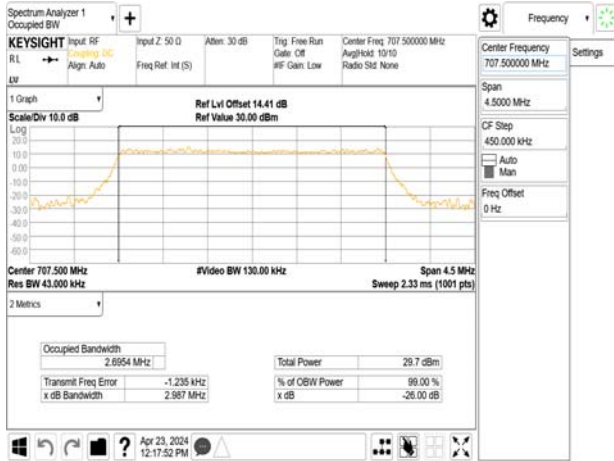 Spectrum Analyzer 1
Occupied BW
Frequency
KEYSIGHT
RL
Input: RF
Coupling: DC
Align: Auto
Input Z: 50 Ω
Freq Ref: Int (S)
Atten: 30 dB
Trig: Free Run
Gate: Off
#IF Gain: Low
Center Freq: 707.500000 MHz
Avg|Hold: 10/10
Radio Std: None
LW
Center Frequency
707.500000 MHz
Settings
Span
4.5000 MHz
CF Step
450.000 kHz
Auto
Man
Freq Offset
0 Hz
1 Graph
Scale/Div 10.0 dB
Ref Lvl Offset 14.41 dB
Ref Value 30.00 dBm
Log
20.0
10.0
0.00
-10.0
-20.0
-30.0
-40.0
-50.0
-60.0
Center 707.500 MHz
Res BW 43.000 kHz
#Video BW 130.00 kHz
Span 4.5 MHz
Sweep 2.33 ms (1001 pts)
2 Metrics
Occupied Bandwidth
2.6954 MHz
Total Power 29.7 dBm
Transmit Freq Error -1.235 kHz
% of OBW Power 99.00 %
x dB Bandwidth 2.987 MHz
x dB -26.00 dB
?
Apr 23, 2024
12:17:52 PM